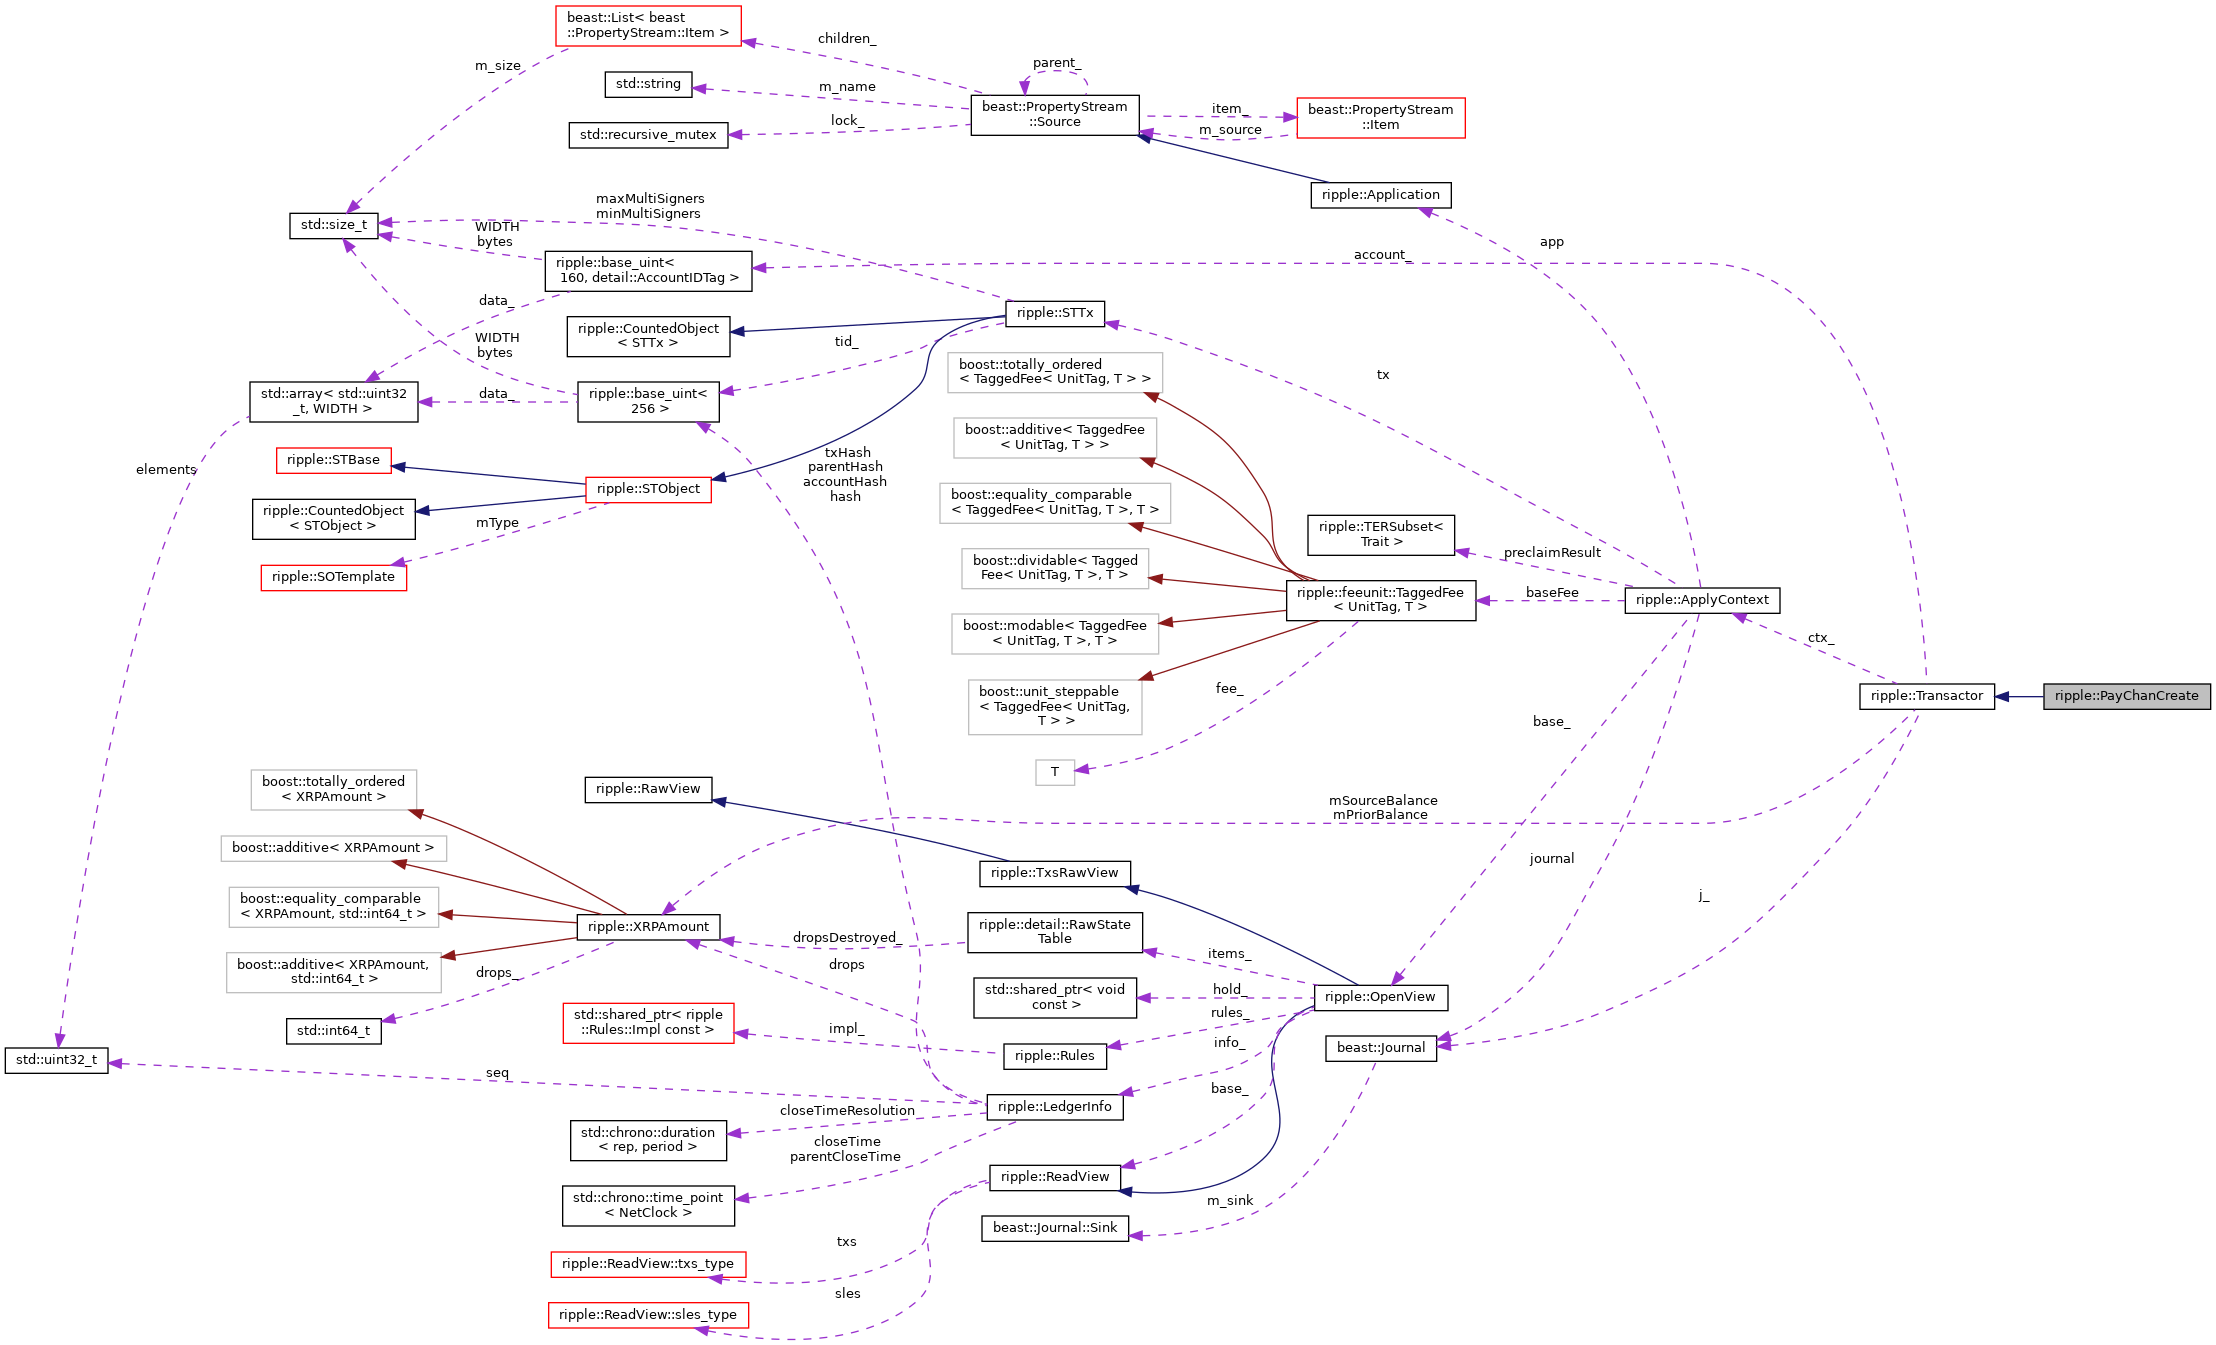 beast::List< beast
::PropertyStream::Item >
children_
m_size
parent_
std::string
m_name
beast::PropertyStream
::Source
item_
beast::PropertyStream
::Item
m_source
std::recursive_mutex
lock_
ripple::Application
maxMultiSigners
minMultiSigners
std::size_t
WIDTH
bytes
app
ripple::base_uint<
160, detail::AccountIDTag >
account_
data_
ripple::STTx
ripple::CountedObject
< STTx >
WIDTH
bytes
tid_
boost::totally_ordered
< TaggedFee< UnitTag, T > >
tx
std::array< std::uint32
_t, WIDTH >
data_
ripple::base_uint<
256 >
boost::additive< TaggedFee
< UnitTag, T > >
elements
ripple::STBase
txHash
parentHash
accountHash
hash
ripple::STObject
boost::equality_comparable
< TaggedFee< UnitTag, T >, T >
ripple::CountedObject
< STObject >
mType
ripple::TERSubset<
Trait >
preclaimResult
boost::dividable< Tagged
Fee< UnitTag, T >, T >
ripple::SOTemplate
ripple::feeunit::TaggedFee
< UnitTag, T >
baseFee
ripple::ApplyContext
boost::modable< TaggedFee
< UnitTag, T >, T >
ctx_
boost::unit_steppable
< TaggedFee< UnitTag,
T > >
fee_
ripple::Transactor
ripple::PayChanCreate
base_
T
boost::totally_ordered
< XRPAmount >
ripple::RawView
mSourceBalance
mPriorBalance
boost::additive< XRPAmount >
journal
ripple::TxsRawView
j_
boost::equality_comparable
< XRPAmount, std::int64_t >
ripple::XRPAmount
dropsDestroyed_
ripple::detail::RawState
Table
items_
boost::additive< XRPAmount,
std::int64_t >
drops_
drops
std::shared_ptr< void
const >
hold_
ripple::OpenView
std::int64_t
std::shared_ptr< ripple
::Rules::Impl const >
impl_
rules_
ripple::Rules
info_
beast::Journal
std::uint32_t
seq
base_
closeTimeResolution
ripple::LedgerInfo
std::chrono::duration
< rep, period >
closeTime
parentCloseTime
ripple::ReadView
std::chrono::time_point
< NetClock >
m_sink
beast::Journal::Sink
txs
ripple::ReadView::txs_type
sles
ripple::ReadView::sles_type